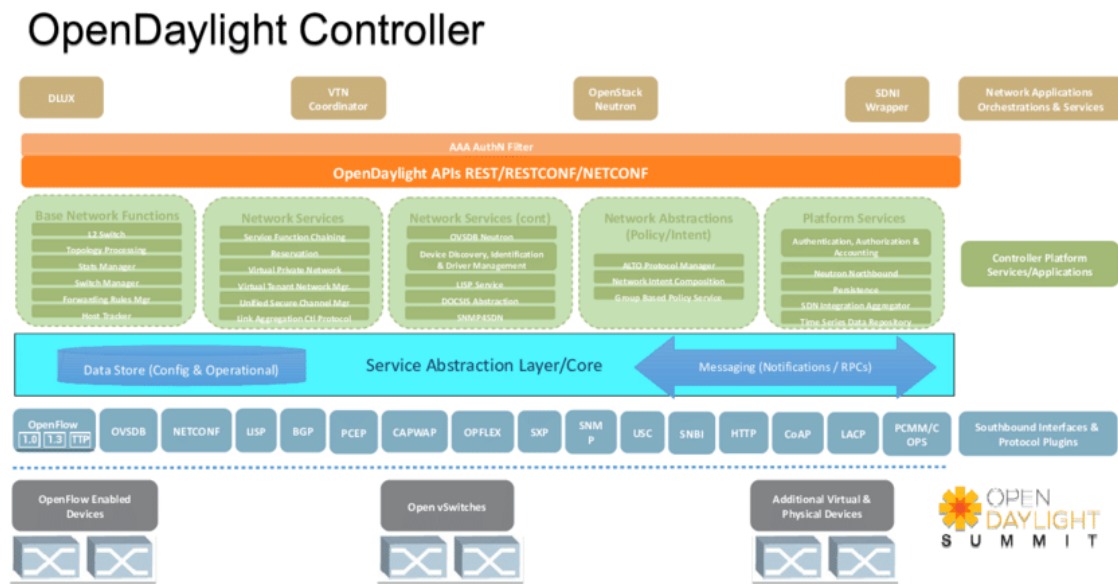 OpenDaylight Controller
DLUX
VTN
Coordinator
OpenStack
Neutron
SDNI
Wrapper
Network Applications
Orchestrations & Services
AAA AuthN Filter
OpenDaylight APIs REST/RESTCONF/NETCONF
Base Network Functions
L2 Switch
Topology Processing
Stats Manager
Switch Manager
Forwarding Rules Mgr
Host Tracker
Network Services
Service Function Chaining
Reservation
Virtual Private Network
Virtual Tenant Network Mgr.
Unified Secure Channel Mgr
Link Aggregation Ctl Protocol
Network Services (cont)
OVSDB Neutron
Device Discovery, Identification
& Driver Management
LISP Service
DOCSIS Abstraction
SNMP4SDN
Network Abstractions
(Policy/Intent)
ALTO Protocol Manager
Network Intent Composition
Group Based Policy Service
Platform Services
Authentication, Authorization &
Accounting
Neutron Northbound
Persistence
SDN Integration Aggregator
Time Series Data Repository
Controller Platform
Services/Applications
Data Store (Config & Operational)
Service Abstraction Layer/Core
Messaging (Notifications / RPCs)
OpenFlow
1.0 1.3 TTP
OVSDB
NETCONF
LISP
BGP
PCEP
CAPWAP
OPFLEX
SXP
SNM
P
USC
SNBI
HTTP
CoAP
LACP
PCMM/C
OPS
Southbound Interfaces &
Protocol Plugins
OpenFlow Enabled
Devices
Open vSwitches
Additional Virtual &
Physical Devices
OPEN
DAYLIGHT
SUMMIT